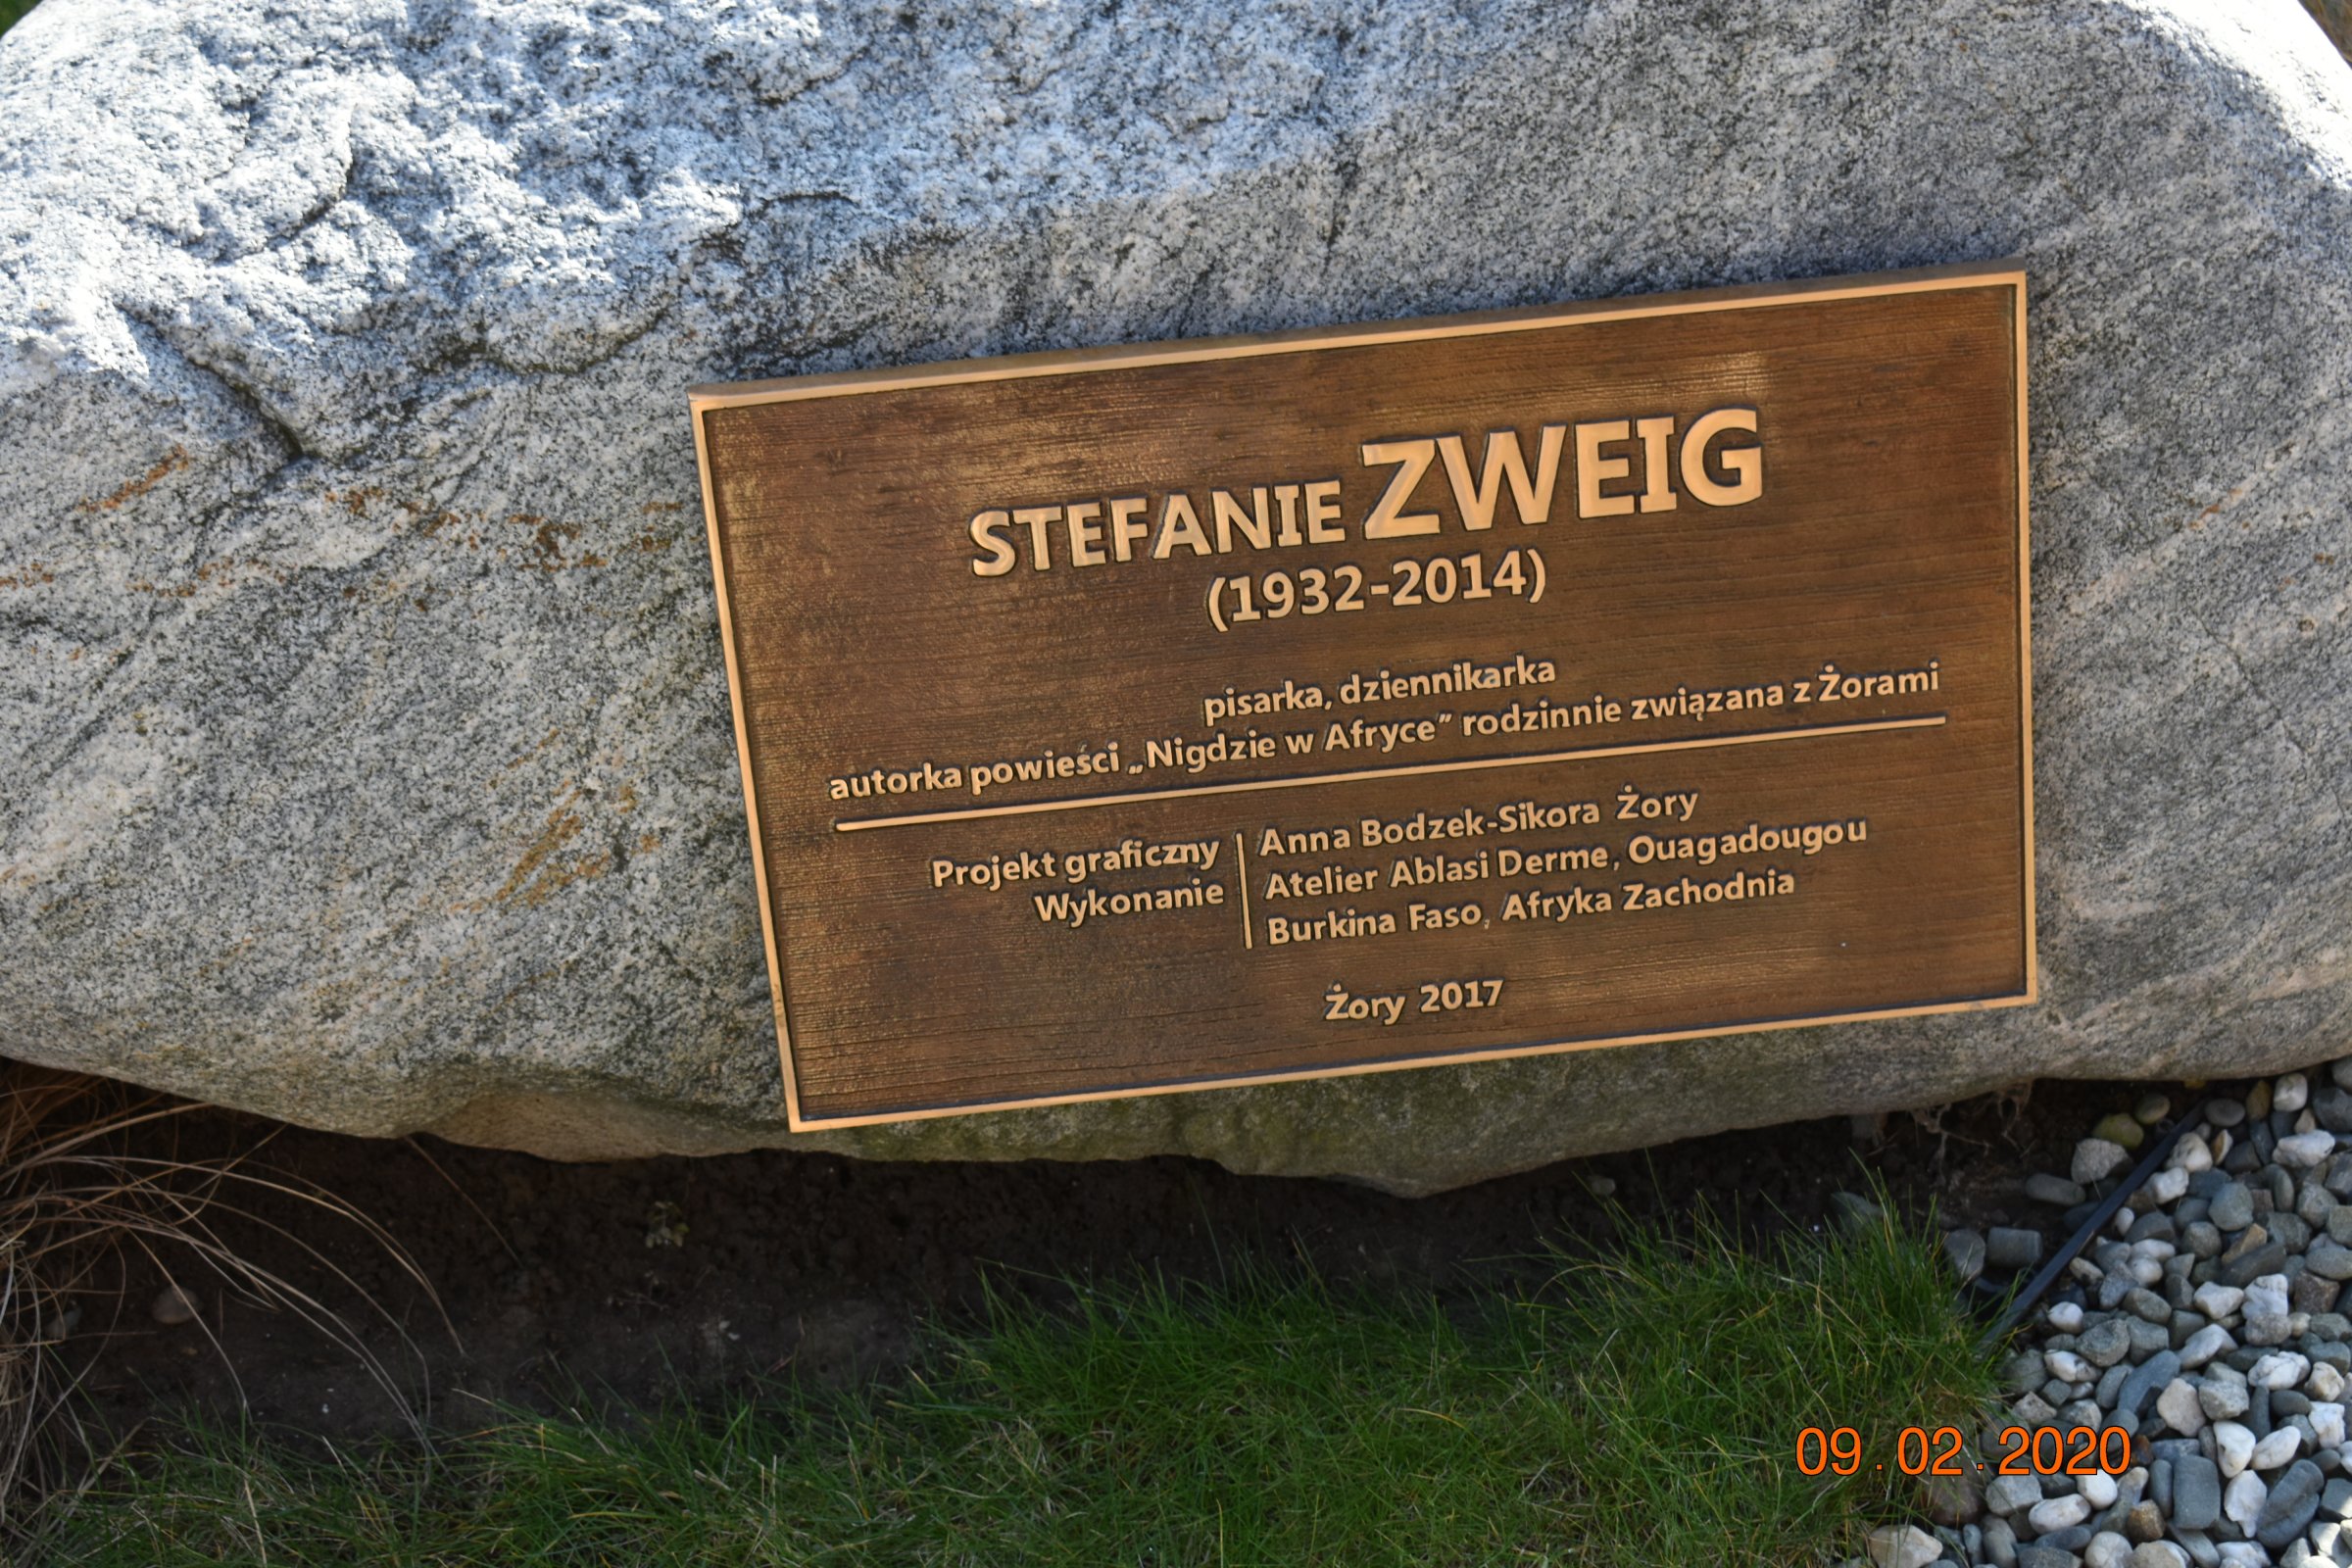 STEFANIE ZWEIG
(1932-2014)
pisarka, dziennikarka
autorka powieści „Nigdzie w Afryce” rodzinnie związana z Żorami
Projekt graficzny
Wykonanie
Anna Bodzek-Sikora Żory
Atelier Ablasi Derme, Ouagadougou
Burkina Faso, Afryka Zachodnia
Żory 2017
09.02.2020